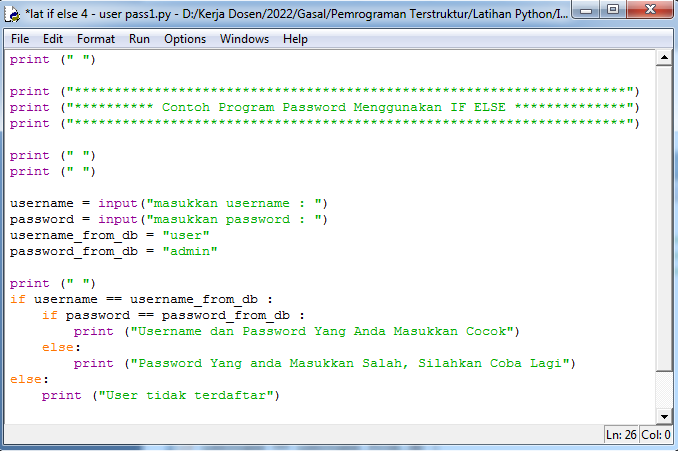 *lat if else 4 - user pass1.py - D:/Kerja Dosen/2022/Gasal/Pemrograman Terstruktur/Latihan Python/I...
File Edit Format Run Options Windows Help
print (" ")
print ("*********************************************************************")
print ("********** Contoh Program Password Menggunakan IF ELSE **************")
print ("*********************************************************************")
print (" ")
print (" ")
username = input("masukkan username : ")
password = input("masukkan password : ")
username_from_db = "user"
password_from_db = "admin"
print (" ")
if username == username_from_db :
    if password == password_from_db :
        print ("Username dan Password Yang Anda Masukkan Cocok")
    else:
        print ("Password Yang anda Masukkan Salah, Silahkan Coba Lagi")
else:
    print ("User tidak terdaftar")
Ln: 26 Col: 0